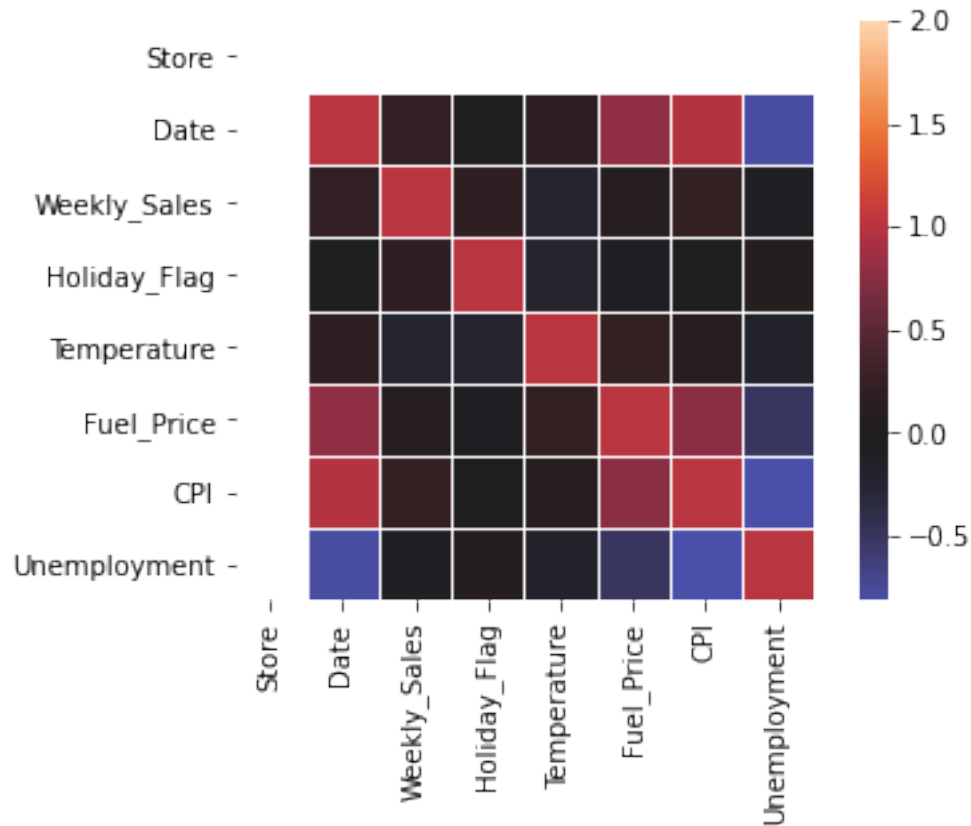 Store
Date
Weekly_Sales
Holiday_Flag
Temperature
Fuel_Price
CPI
Unemployment
Store
Date
Weekly_Sales
Holiday_Flag
Temperature
Fuel_Price
CPI
Unemployment
2.0
1.5
1.0
0.5
0.0
−0.5